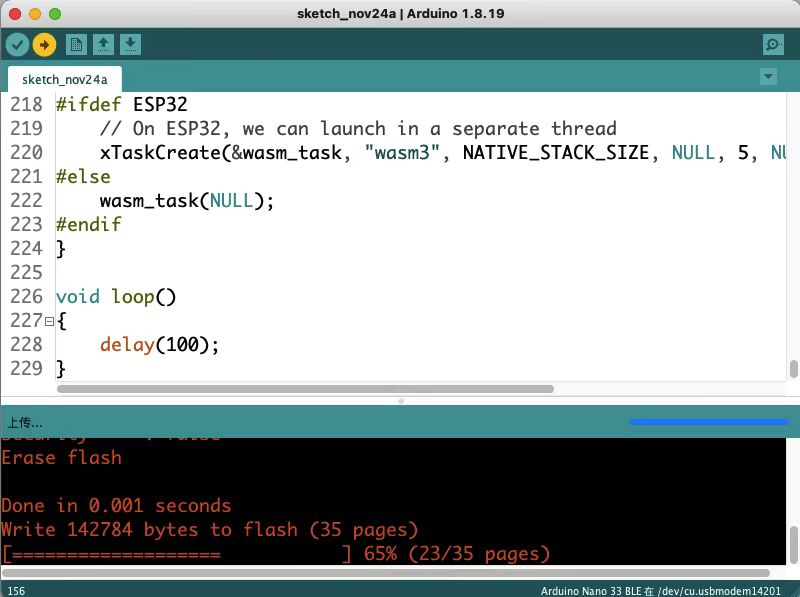 sketch_nov24a | Arduino 1.8.19
sketch_nov24a
218 #ifdef ESP32
219 // On ESP32, we can launch in a separate thread
220 xTaskCreate(&wasm_task, "wasm3", NATIVE_STACK_SIZE, NULL, 5, NU
221 #else
222 wasm_task(NULL);
223 #endif
224 }
225
226 void loop()
227 {
228 delay(100);
229 }
上传...
Security : false
Erase flash
Done in 0.001 seconds
Write 142784 bytes to flash (35 pages)
[=================== ] 65% (23/35 pages)
156
Arduino Nano 33 BLE 在 /dev/cu.usbmodem14201